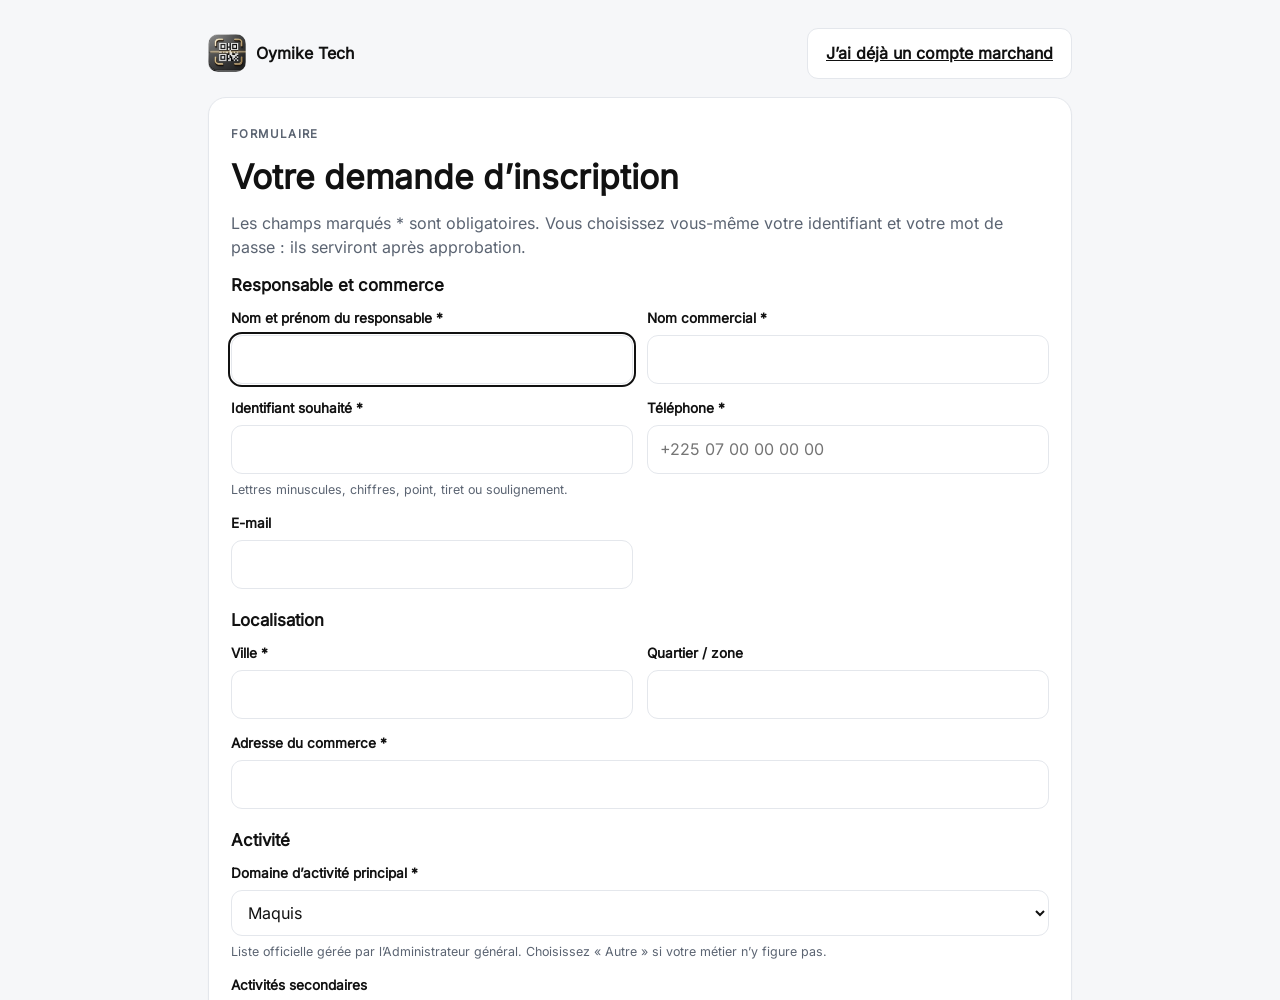 Oymike Tech
J’ai déjà un compte marchand
FORMULAIRE
Votre demande d’inscription
Les champs marqués * sont obligatoires. Vous choisissez vous-même votre identifiant et votre mot de
passe : ils serviront après approbation.
Responsable et commerce
Nom et prénom du responsable *
Nom commercial *
Identifiant souhaité *
Téléphone *
+225 07 00 00 00 00
Lettres minuscules, chiffres, point, tiret ou soulignement.
E-mail
Localisation
Ville *
Quartier / zone
Adresse du commerce *
Activité
Domaine d’activité principal *
Maquis
Liste officielle gérée par l’Administrateur général. Choisissez « Autre » si votre métier n’y figure pas.
Activités secondaires